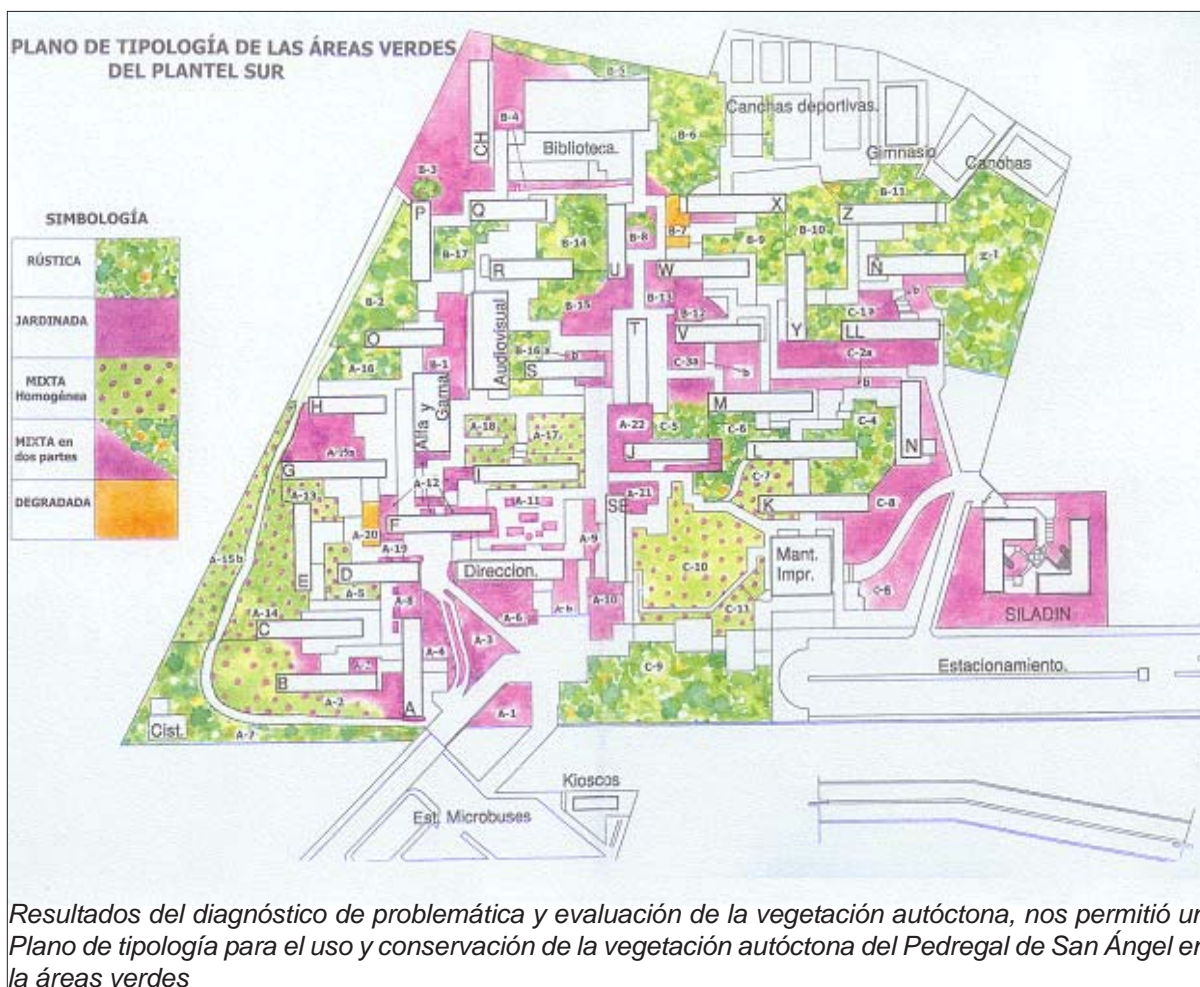 PLANO DE TIPOLOGÍA DE LAS ÁREAS VERDES
DEL PLANTEL SUR
SIMBOLOGÍA
RÚSTICA
JARDINADA
MIXTA
Homogénea
MIXTA en
dos partes
DEGRADADA
B-5
B-4
CH
Biblioteca.
B-6
Canchas deportivas.
Gimnasio
Canchas
B-3
P
Q
B-17
B-14
R
U
B-8
B-7
X
B-9
B-10
B-11
Z
Ñ
B-2
O
A-16
B-1
Audiovisual
B-15
B-16
a
b
S
T
W
B-13
B-12
V
C-3a
b
Y
C-1a
b
LL
C-2a
b
H
Alfa y
Gama
A-18
A-17
A-22
C-5
M
C-6
C-4
J
L
N
G
A-13
A-12
I
A-11
A-21
C-7
K
C-8
A-20
F
A-19
A-9
C-10
Mant.
Impr.
A-15b
E
D
A-5
Direccion.
A-8
A-6
A-10
C-11
C-6
SILADIN
A-14
C
A-3
A-4
B
A-2
A
A-1
C-9
Estacionamiento.
Cist.
A-7
Kioscos
Est. Microbuses
Resultados del diagnóstico de problemática y evaluación de la vegetación autóctona, nos permitió un
Plano de tipología para el uso y conservación de la vegetación autóctona del Pedregal de San Ángel en
la áreas verdes